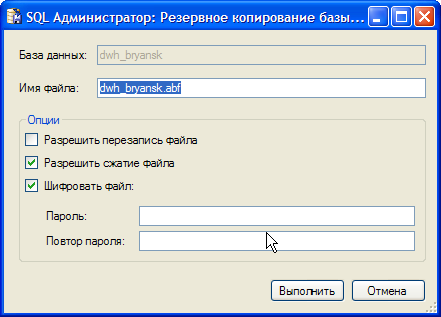 SQL Администратор: Резервное копирование базы...
База данных: dwh_bryansk
Имя файла: dwh_bryansk.abf
Опции
Разрешить перезапись файла
Разрешить сжатие файла
Шифровать файл:
Пароль:
Повтор пароля:
Выполнить Отмена